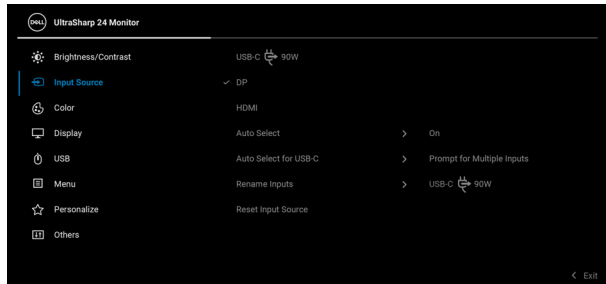 DELL UltraSharp 24 Monitor
Brightness/Contrast USB-C 90W
Input Source ✓ DP
Color HDMI
Display Auto Select > On
USB Auto Select for USB-C > Prompt for Multiple Inputs
Menu Rename Inputs > USB-C 90W
Personalize Reset Input Source
Others
< Exit